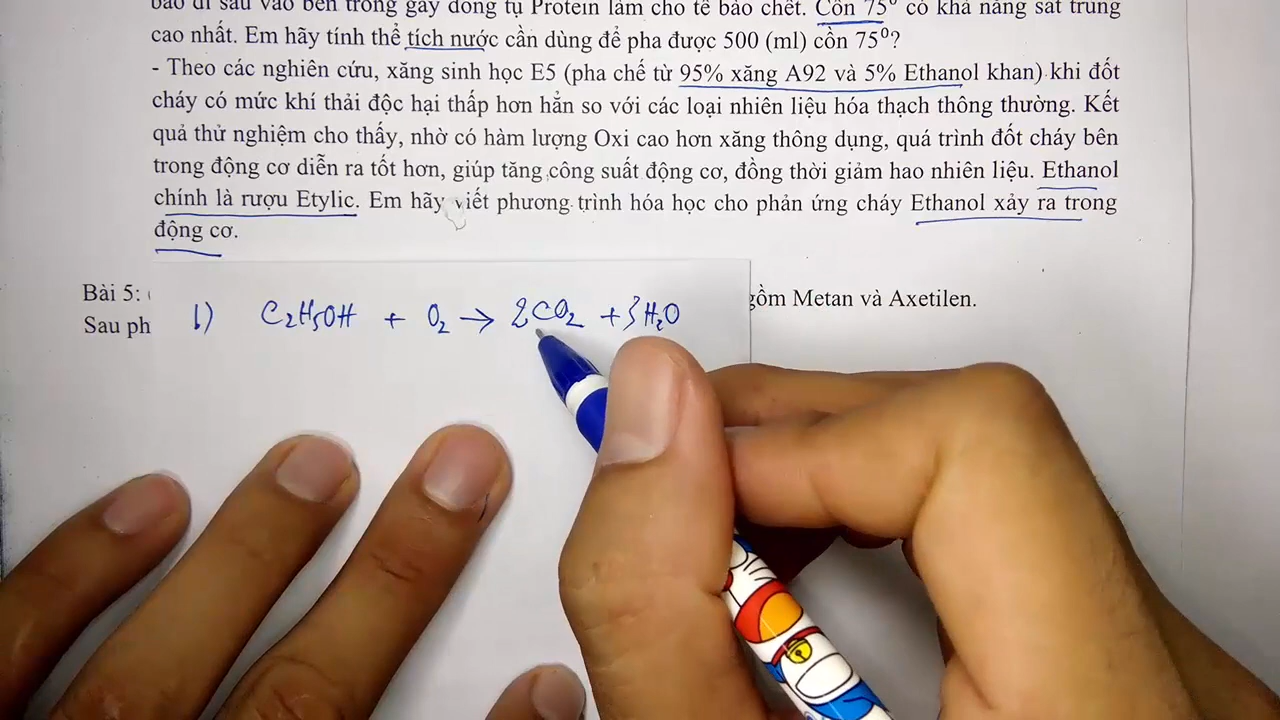 bào đi sâu vào bên trong gây đông tụ Protein làm cho tế bào chết. Cồn 75⁰ có khả năng sát trùng
cao nhất. Em hãy tính thể tích nước cần dùng để pha được 500 (ml) cồn 75⁰?
- Theo các nghiên cứu, xăng sinh học E5 (pha chế từ 95% xăng A92 và 5% Ethanol khan) khi đốt
cháy có mức khí thải độc hại thấp hơn hẳn so với các loại nhiên liệu hóa thạch thông thường. Kết
quả thử nghiệm cho thấy, nhờ có hàm lượng Oxi cao hơn xăng thông dụng, quá trình đốt cháy bên
trong động cơ diễn ra tốt hơn, giúp tăng công suất động cơ, đồng thời giảm hao nhiên liệu. Ethanol
chính là rượu Etylic. Em hãy viết phương trình hóa học cho phản ứng cháy Ethanol xảy ra trong
động cơ.
Bài 5: gồm Metan và Axetilen.
Sau ph
b) C₂H₅OH + O₂ → 2CO₂ + 3H₂O